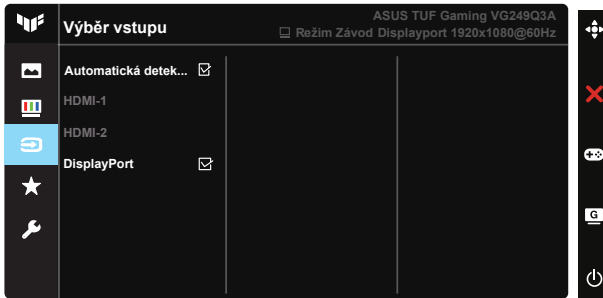 Výběr vstupu
ASUS TUF Gaming VG249Q3A
Režim Závod Displayport 1920x1080@60Hz
Automatická detek...
HDMI-1
HDMI-2
DisplayPort
G